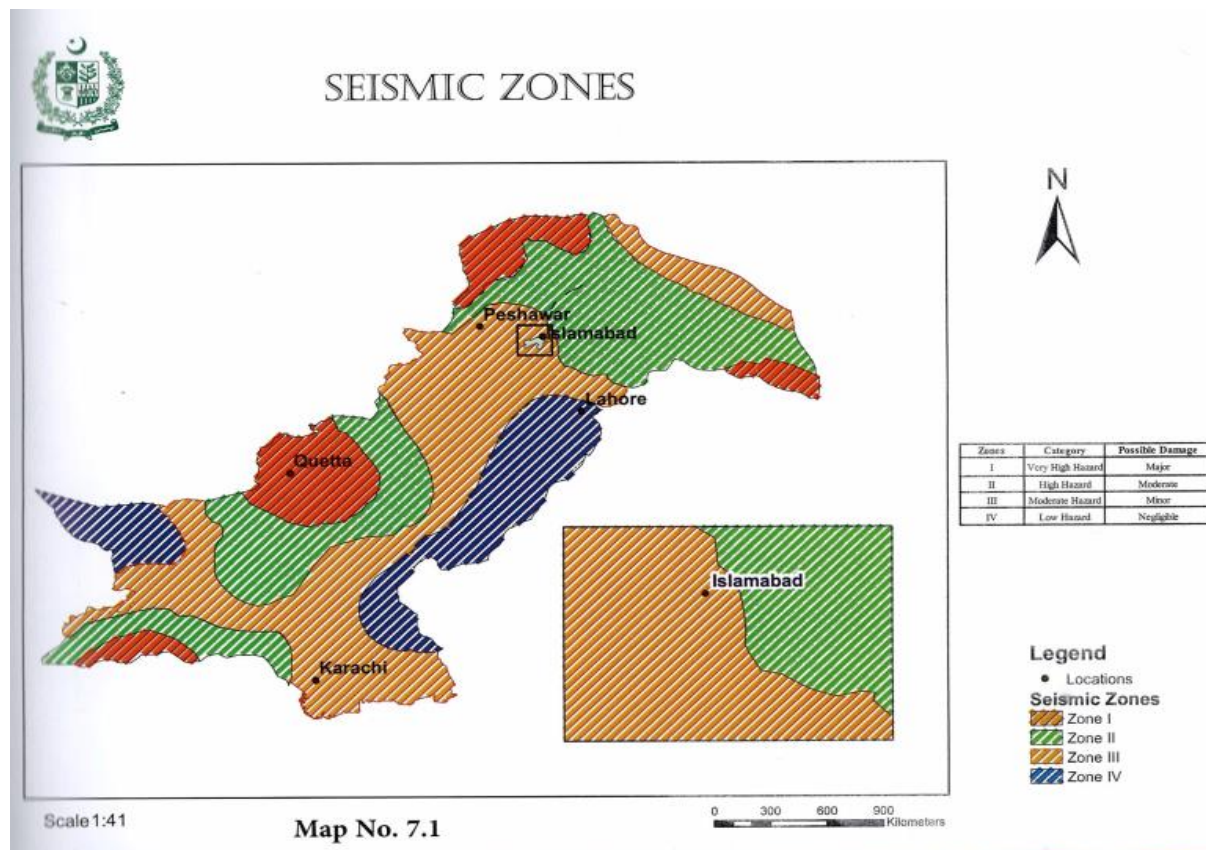 SEISMIC ZONES
N
Peshawar
Islamabad
Lahore
Quetta
Karachi
Islamabad
Zones Category Possible Damage
I Very High Hazard Major
II High Hazard Moderate
III Moderate Hazard Minor
IV Low Hazard Negligible
Legend
Locations
Seismic Zones
Zone I
Zone II
Zone III
Zone IV
Scale 1:41
Map No. 7.1
0 300 600 900
Kilometers